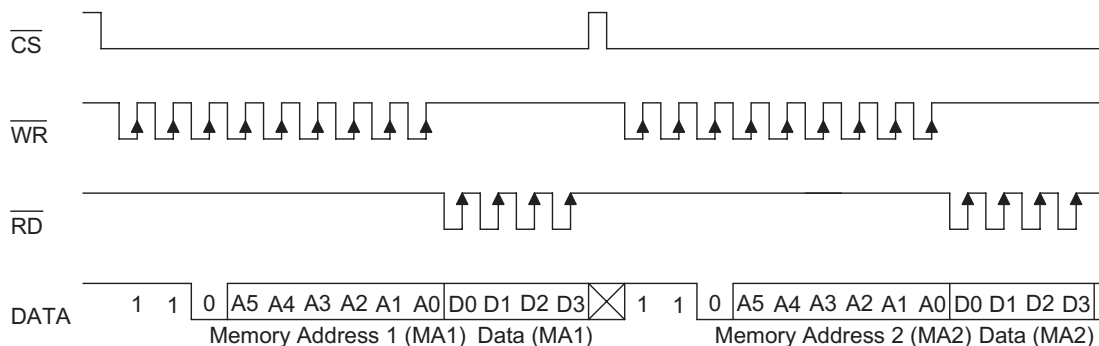 CS
WR
RD
DATA 1 1 0 A5 A4 A3 A2 A1 A0 D0 D1 D2 D3 1 1 0 A5 A4 A3 A2 A1 A0 D0 D1 D2 D3
Memory Address 1 (MA1) Data (MA1) Memory Address 2 (MA2) Data (MA2)